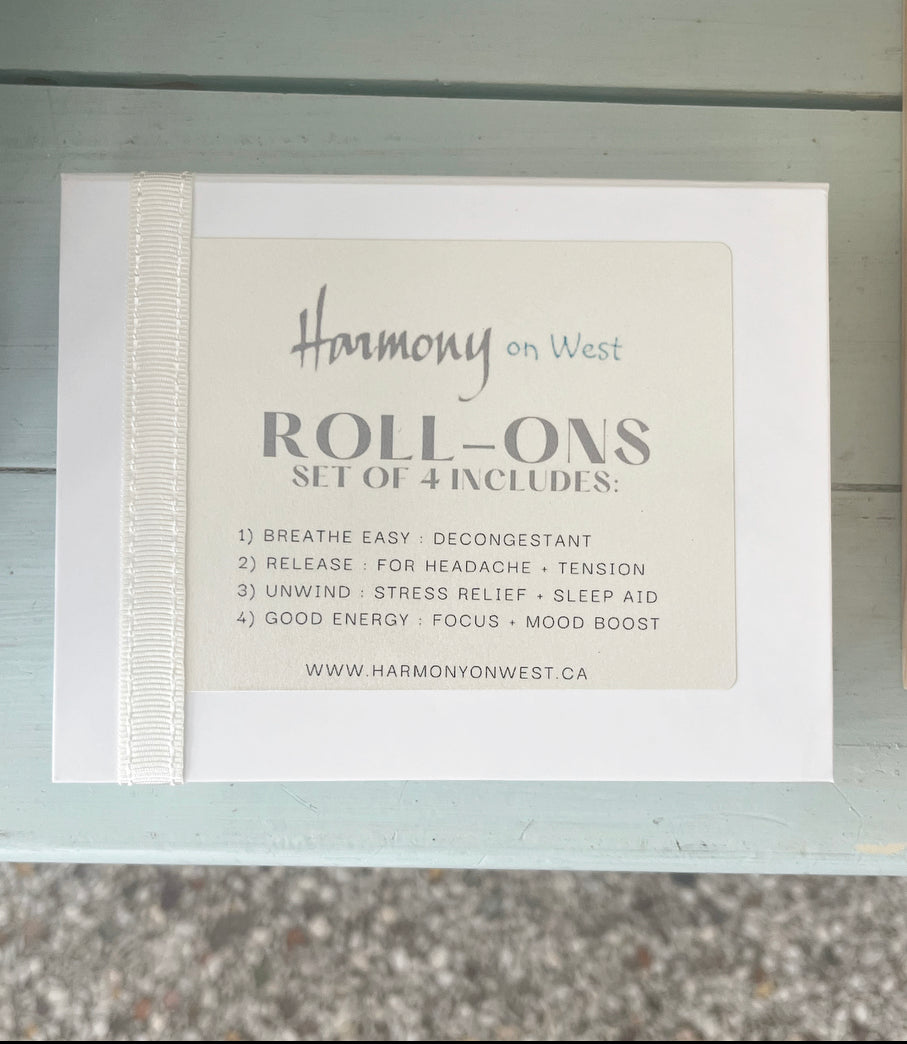 Harmony on West
ROLL-ONS
SET OF 4 INCLUDES:
1) BREATHE EASY : DECONGESTANT
2) RELEASE : FOR HEADACHE + TENSION
3) UNWIND : STRESS RELIEF + SLEEP AID
4) GOOD ENERGY : FOCUS + MOOD BOOST
WWW.HARMONYONWEST.CA